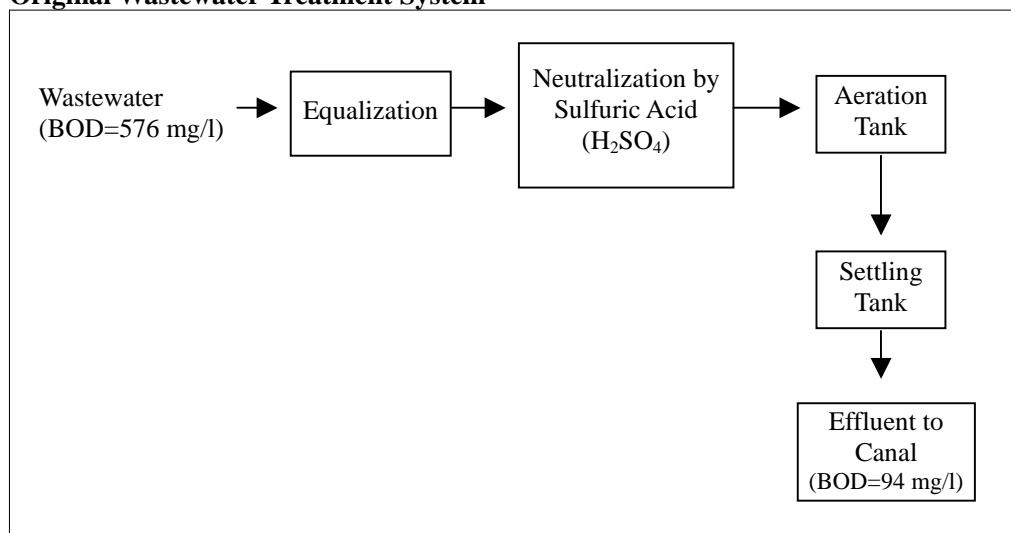 Original Wastewater Treatment System
Wastewater
(BOD=576 mg/l)
Equalization
Neutralization by
Sulfuric Acid
(H₂SO₄)
Aeration
Tank
Settling
Tank
Effluent to
Canal
(BOD=94 mg/l)